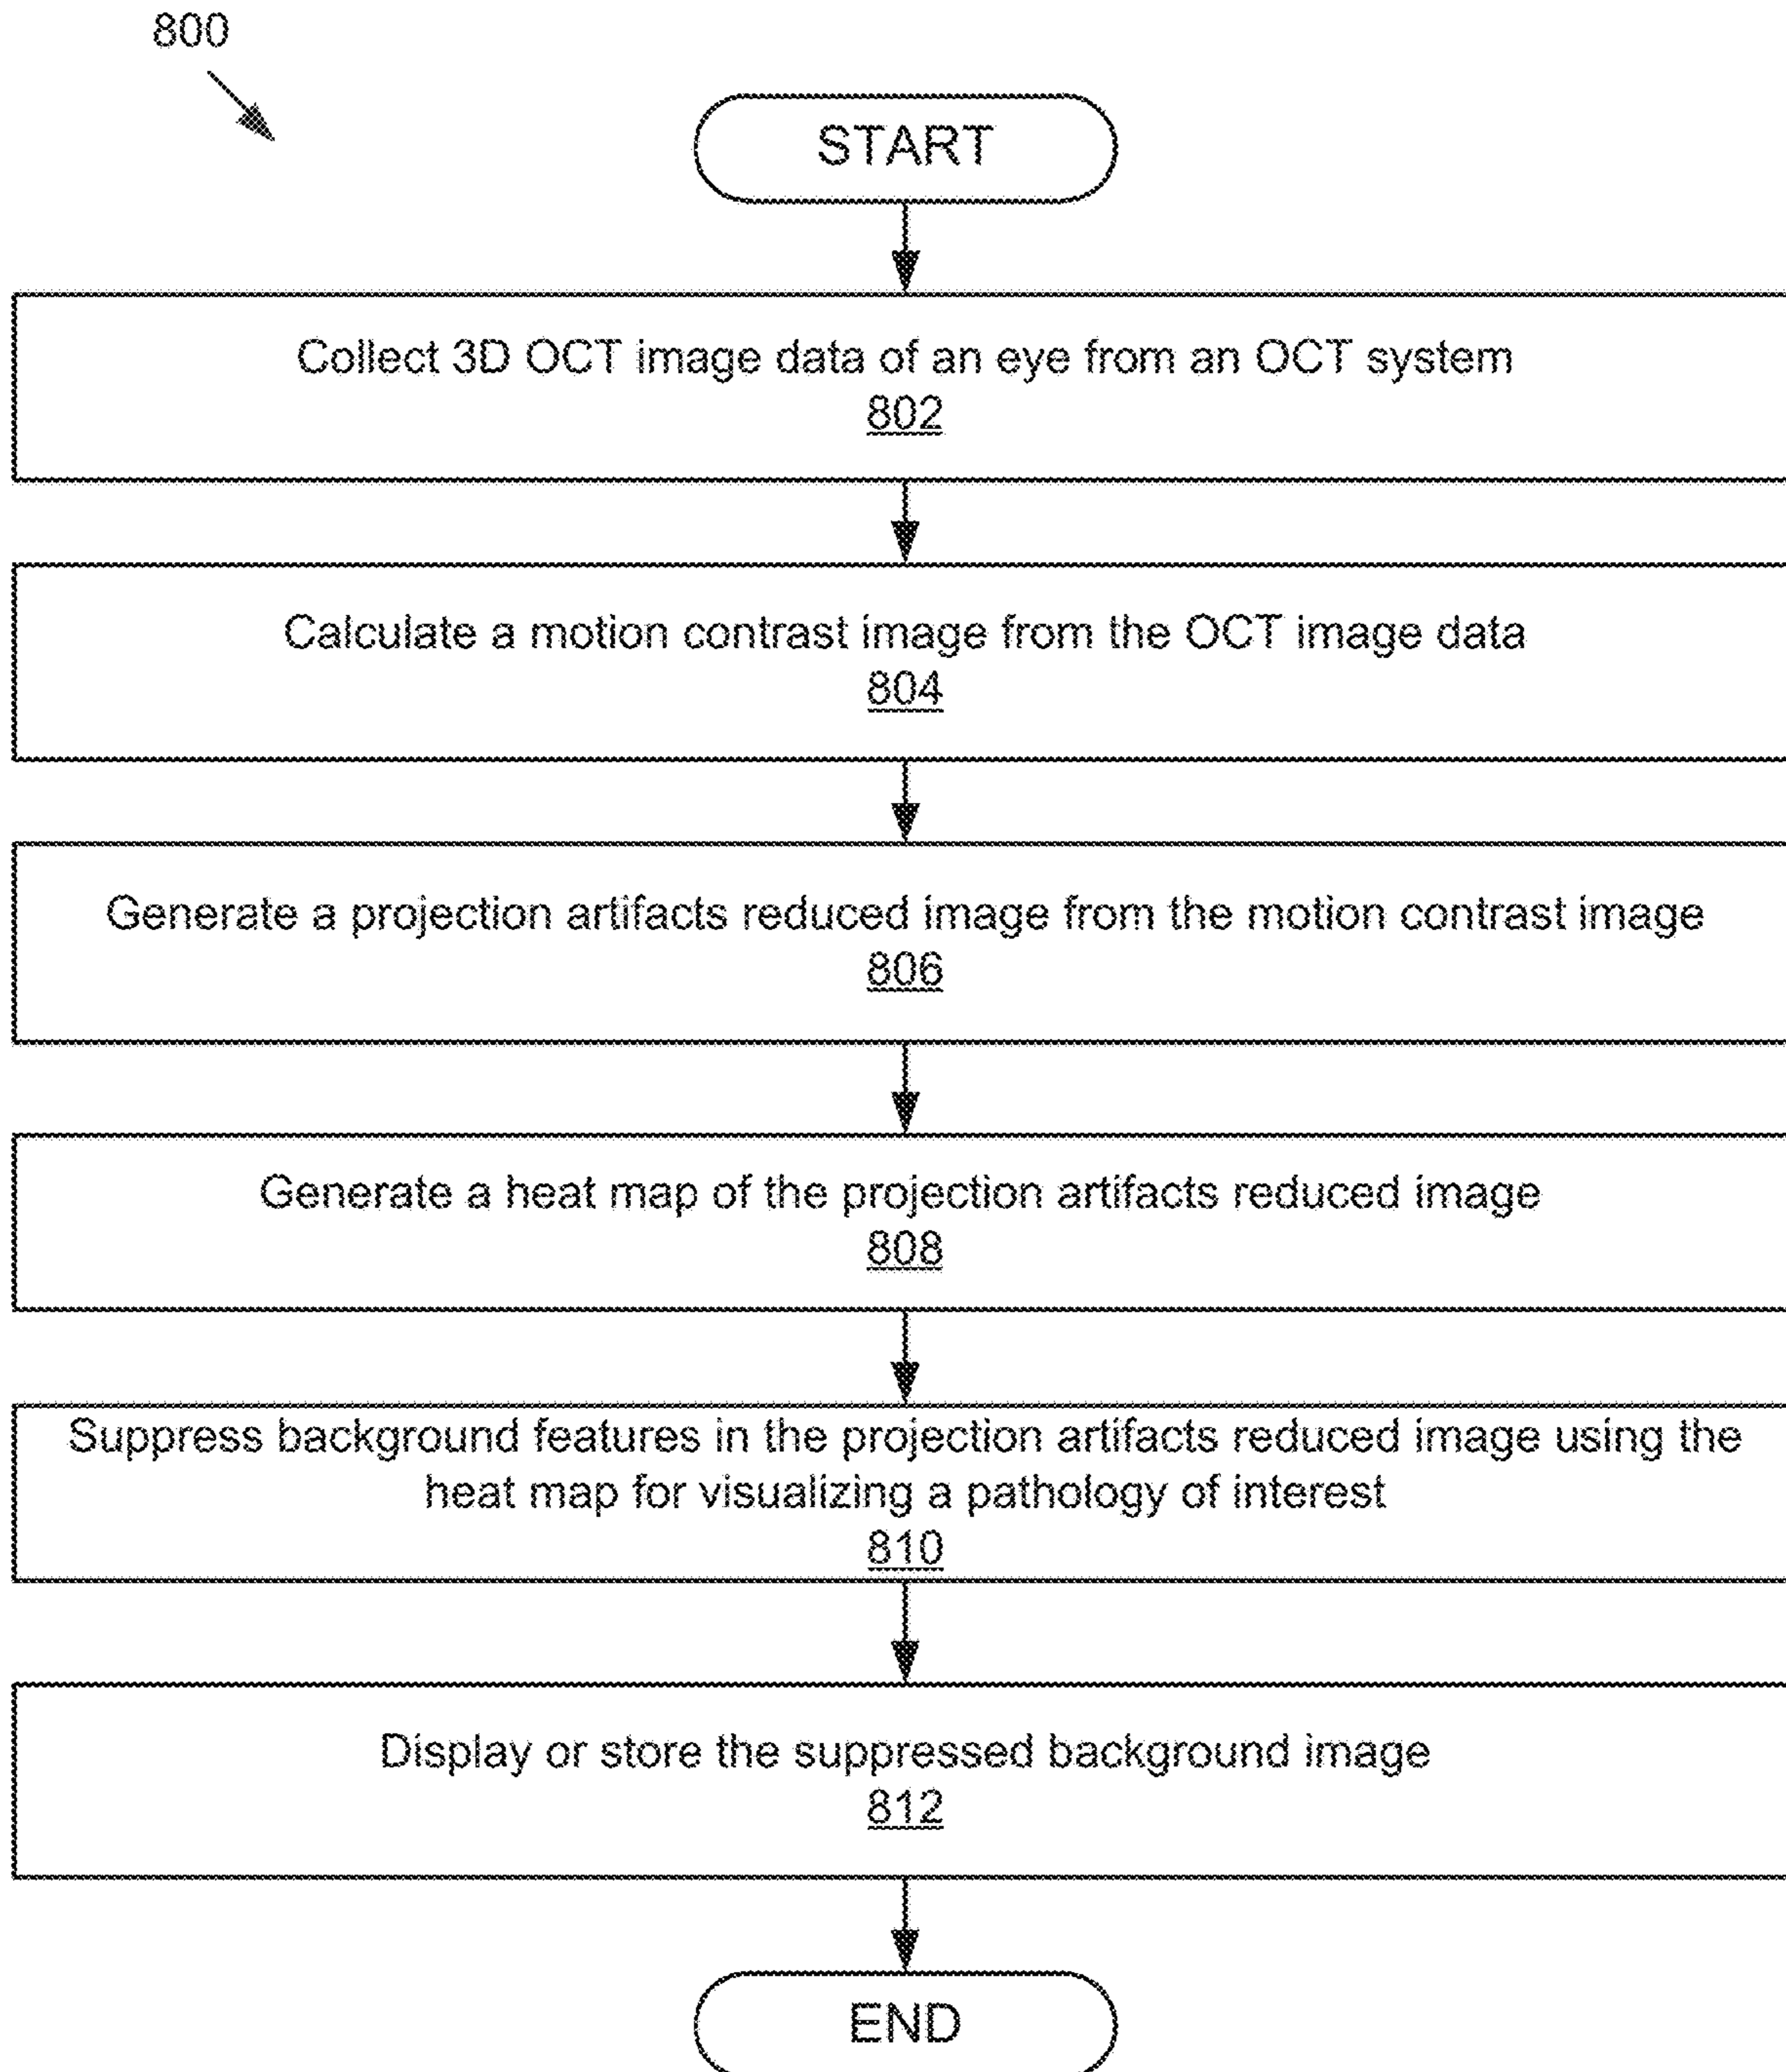 800
START
Collect 3D OCT image data of an eye from an OCT system
802
Calculate a motion contrast image from the OCT image data
804
Generate a projection artifacts reduced image from the motion contrast image
806
Generate a heat map of the projection artifacts reduced image
808
Suppress background features in the projection artifacts reduced image using the
heat map for visualizing a pathology of interest
810
Display or store the suppressed background image
812
END